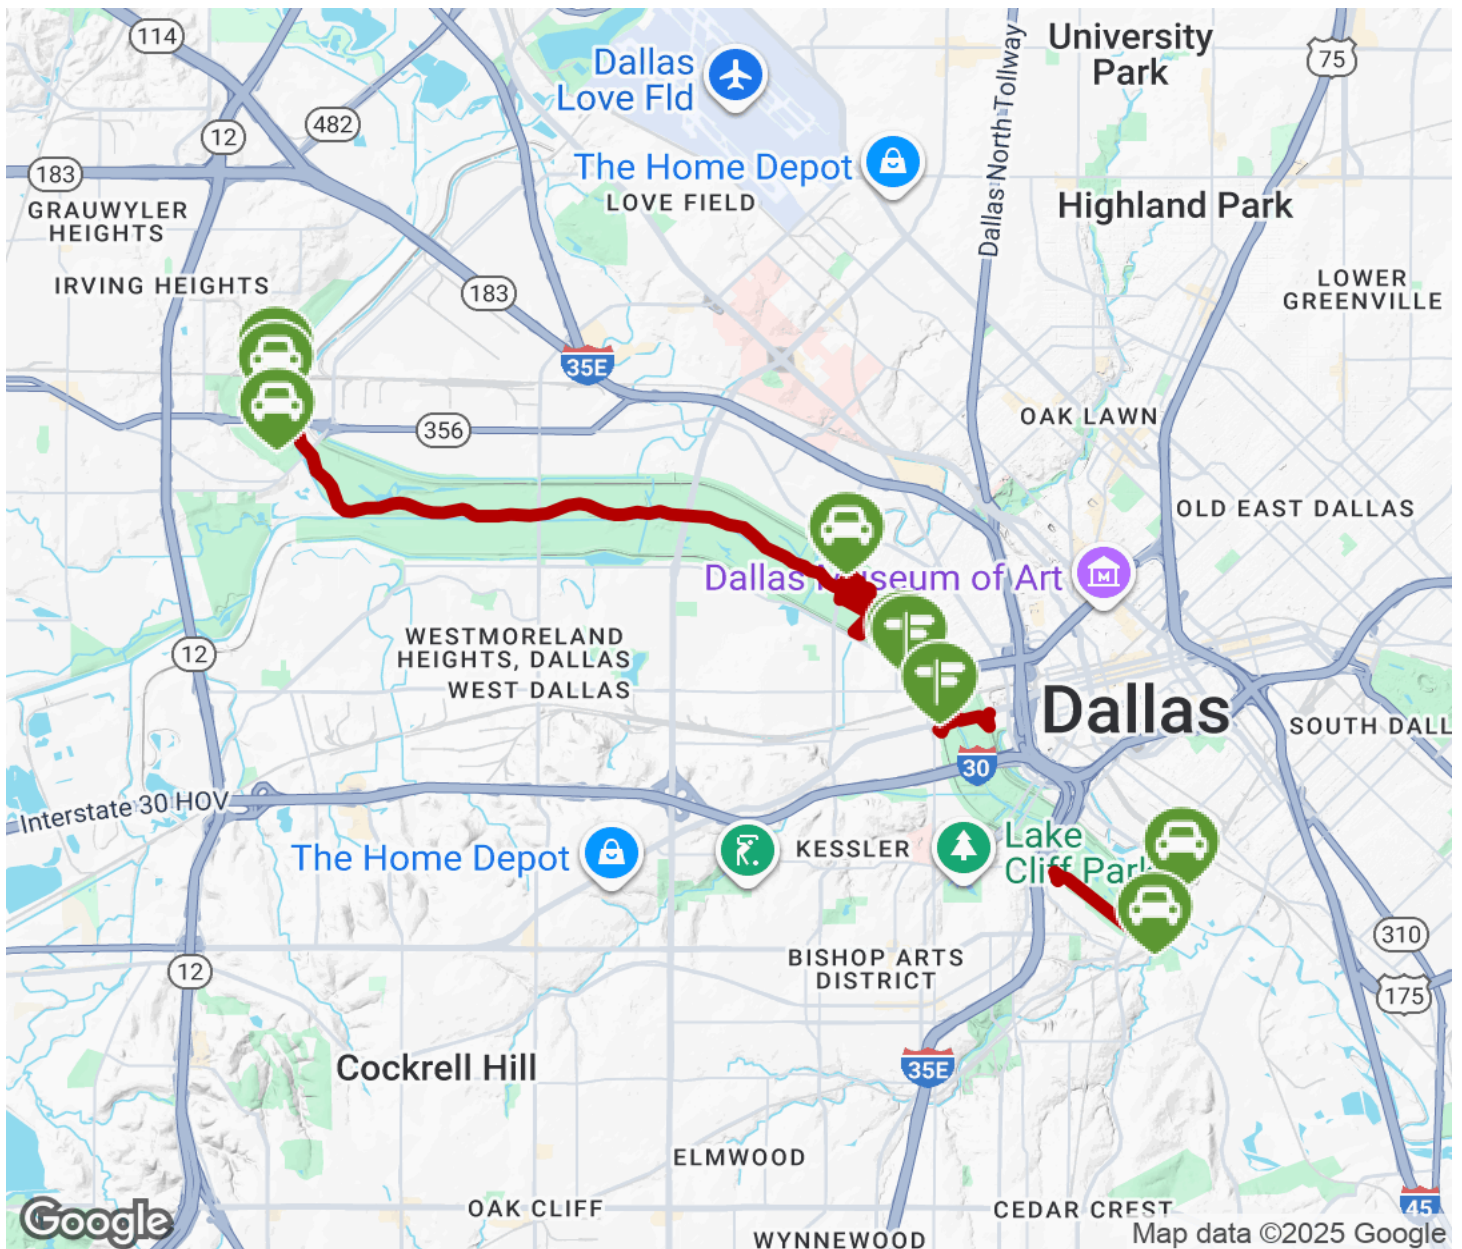 114
University
Park
75
Dallas
Love Fld
Dallas North Tollway
12
482
The Home Depot
183
LOVE FIELD
Highland Park
GRAUWYLER
HEIGHTS
IRVING HEIGHTS
183
LOWER
GREENVILLE
35E
OAK LAWN
356
OLD EAST DALLAS
Dallas Museum of Art
M
WESTMORELAND
HEIGHTS, DALLAS
12
WEST DALLAS
Dallas
SOUTH DALL
30
Interstate 30 HOV
The Home Depot
KESSLER
Lake
Cliff Park
310
BISHOP ARTS
DISTRICT
12
175
Cockrell Hill
35E
ELMWOOD
OAK CLIFF
CEDAR CREST
45
Google
WYNNEWOOD
Map data ©2025 Google